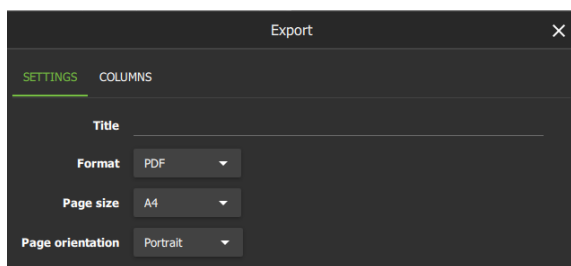 Export
SETTINGS COLUMNS
Title
Format PDF
Page size A4
Page orientation Portrait